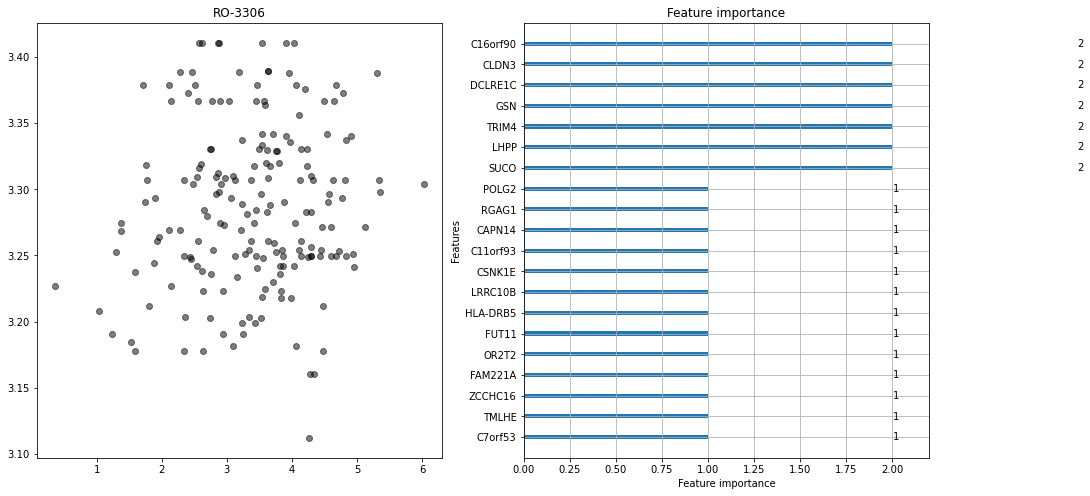 RO-3306
3.40
3.35
3.30
3.25
3.20
3.15
3.10
1 2 3 4 5 6
Feature importance
Features
C16orf90 2
CLDN3 2
DCLRE1C 2
GSN 2
TRIM4 2
LHPP 2
SUCO 2
POLG2 1
RGAG1 1
CAPN14 1
C11orf93 1
CSNK1E 1
LRRC10B 1
HLA-DRB5 1
FUT11 1
OR2T2 1
FAM221A 1
ZCCHC16 1
TMLHE 1
C7orf53 1
0.00 0.25 0.50 0.75 1.00 1.25 1.50 1.75 2.00
Feature importance